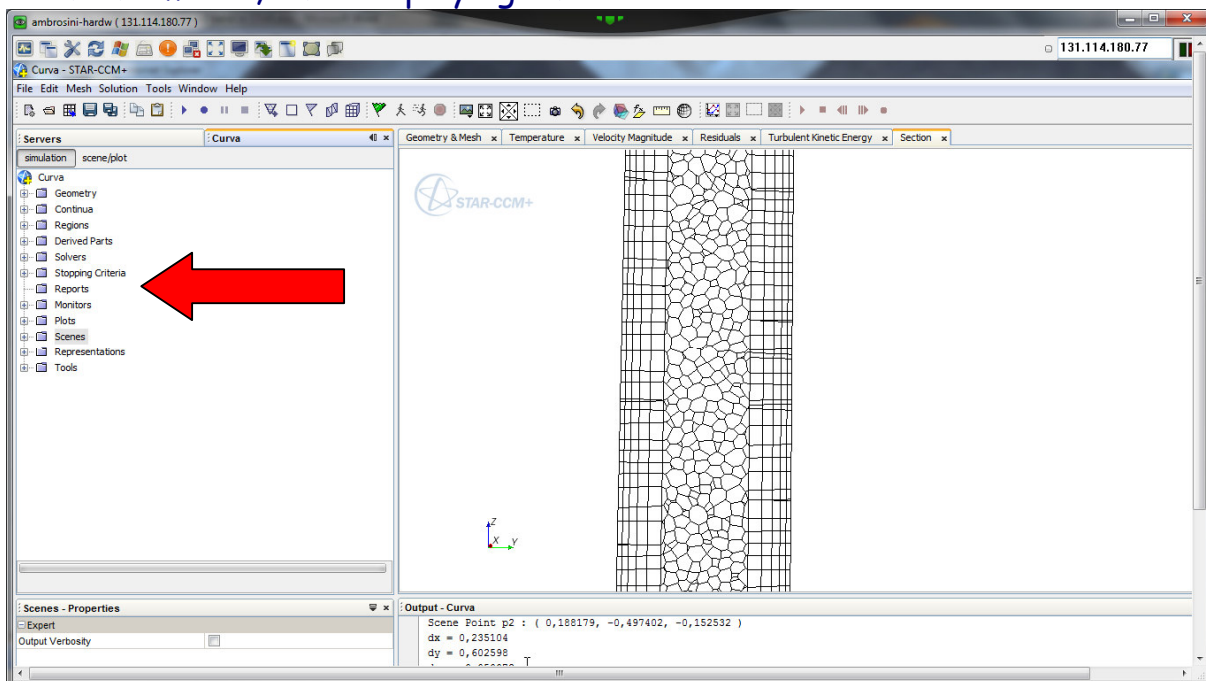 ambrosini-hardw ( 131.114.180.77 )
131.114.180.77
Curva - STAR-CCM+
File Edit Mesh Solution Tools Window Help
Servers
Curva
Geometry & Mesh
Temperature
Velocity Magnitude
Residuals
Turbulent Kinetic Energy
Section
simulation
scene/plot
Curva
Geometry
Continua
Regions
Derived Parts
Solvers
Stopping Criteria
Reports
Monitors
Plots
Scenes
Representations
Tools
STAR-CCM+
Z
X Y
Scenes - Properties
Expert
Output Verbosity
Output - Curva
Scene Point p2 : ( 0,188179, -0,497402, -0,152532 )
dx = 0,235104
dy = 0,602598